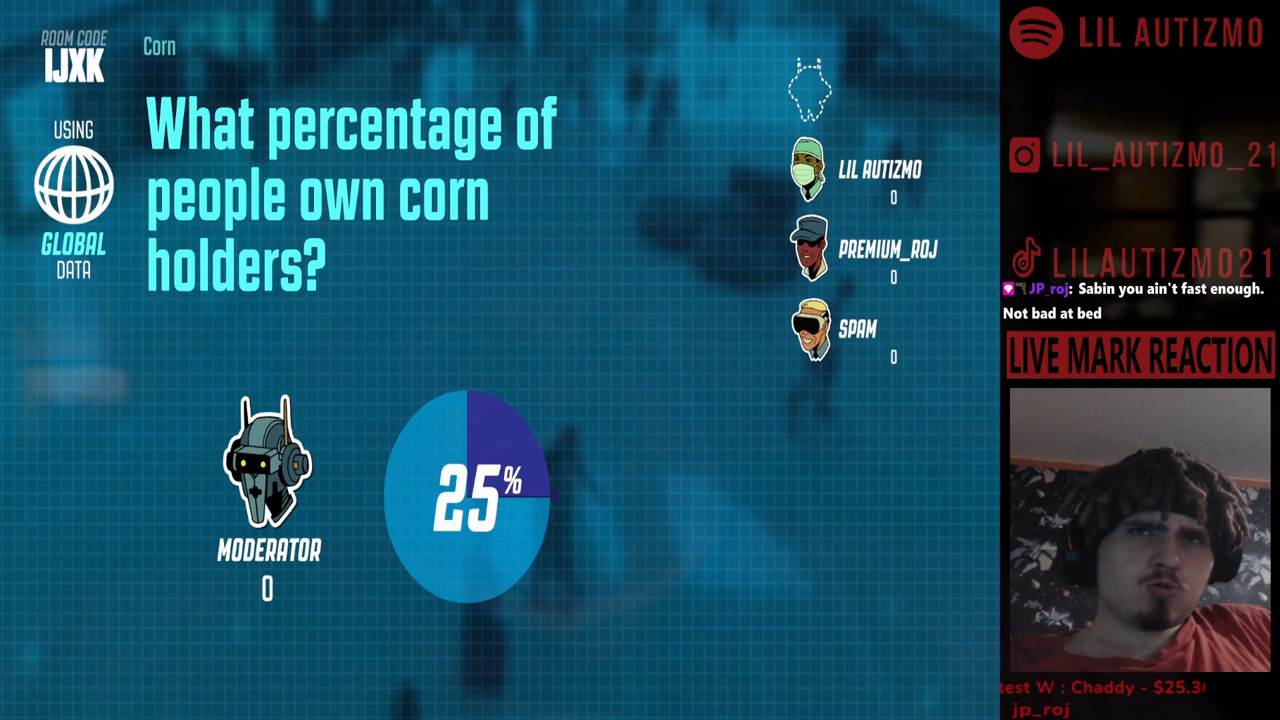 ROOM CODE
IJXK
Corn
What percentage of
people own corn
holders?
USING
GLOBAL
DATA
LIL AUTIZMO
0
PREMIUM_ROJ
0
SPAM
0
25%
MODERATOR
0
LIL AUTIZMO
LIL_AUTIZMO_21
LILAUTIZMO21
JP_roj: Sabin you ain't fast enough.
Not bad at bed
LIVE MARK REACTION
test W : Chaddy - $25.3
jp_roj